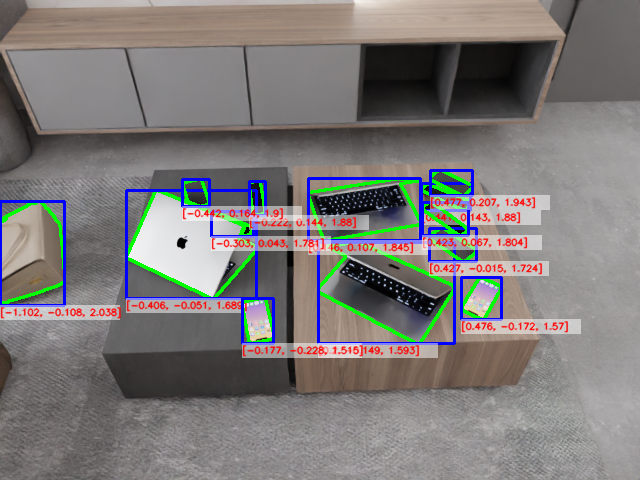 [0.477, 0.207, 1.943]
[-0.442, 0.164, 1.9]
0.143, 1.88]
0.222, 0.144, 1.88]
[0.423, 0.067, 1.804]
[-0.303, 0.043, 1.781]
46, 0.107, 1.845]
[0.427, -0.015, 1.724]
[-0.406, -0.051, 1.689
[-1.102, -0.108, 2.038]
[0.476, -0.172, 1.57]
[-0.177, -0.228, 1.515]
149, 1.593]